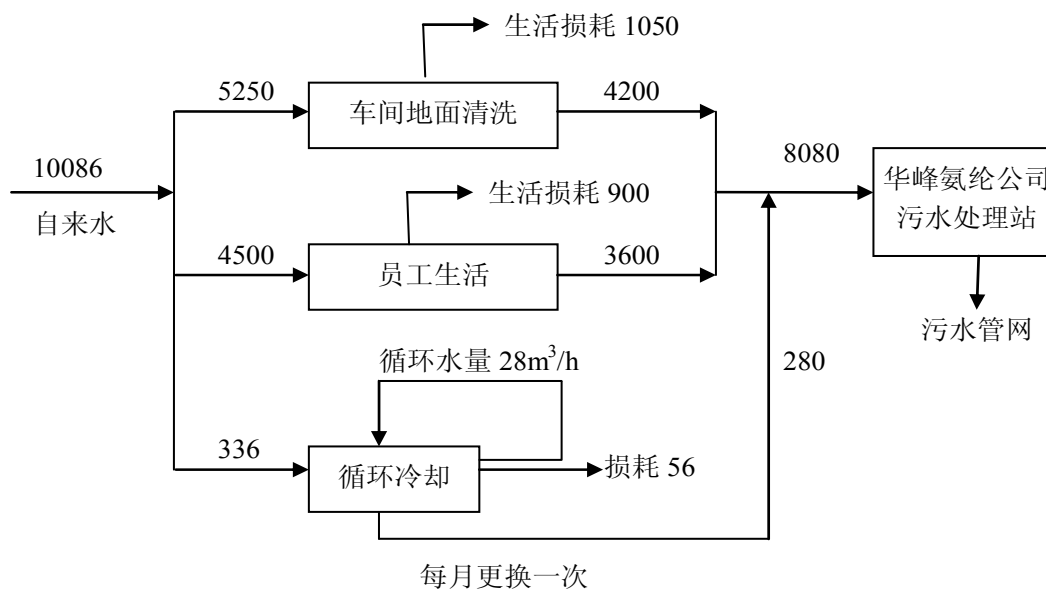 生活损耗 1050
5250
车间地面清洗
4200
10086
自来水
8080
华峰氨纶公司
污水处理站
生活损耗 900
4500
员工生活
3600
污水管网
循环水量 28m³/h
280
336
循环冷却
损耗 56
每月更换一次